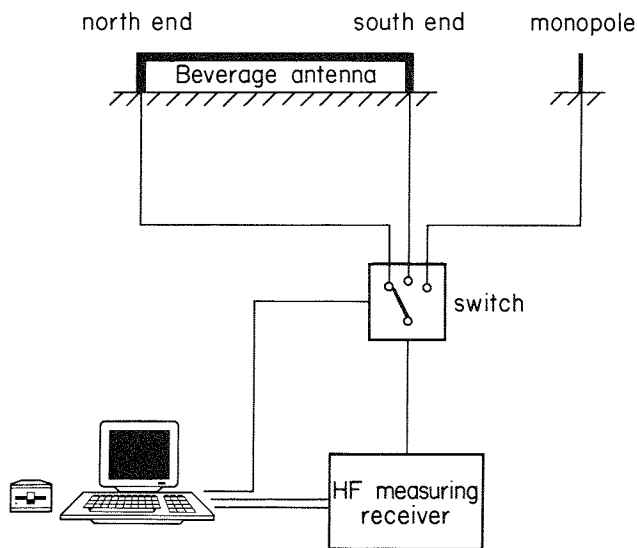 north end
south end
monopole
Beverage antenna
switch
HF measuring
receiver